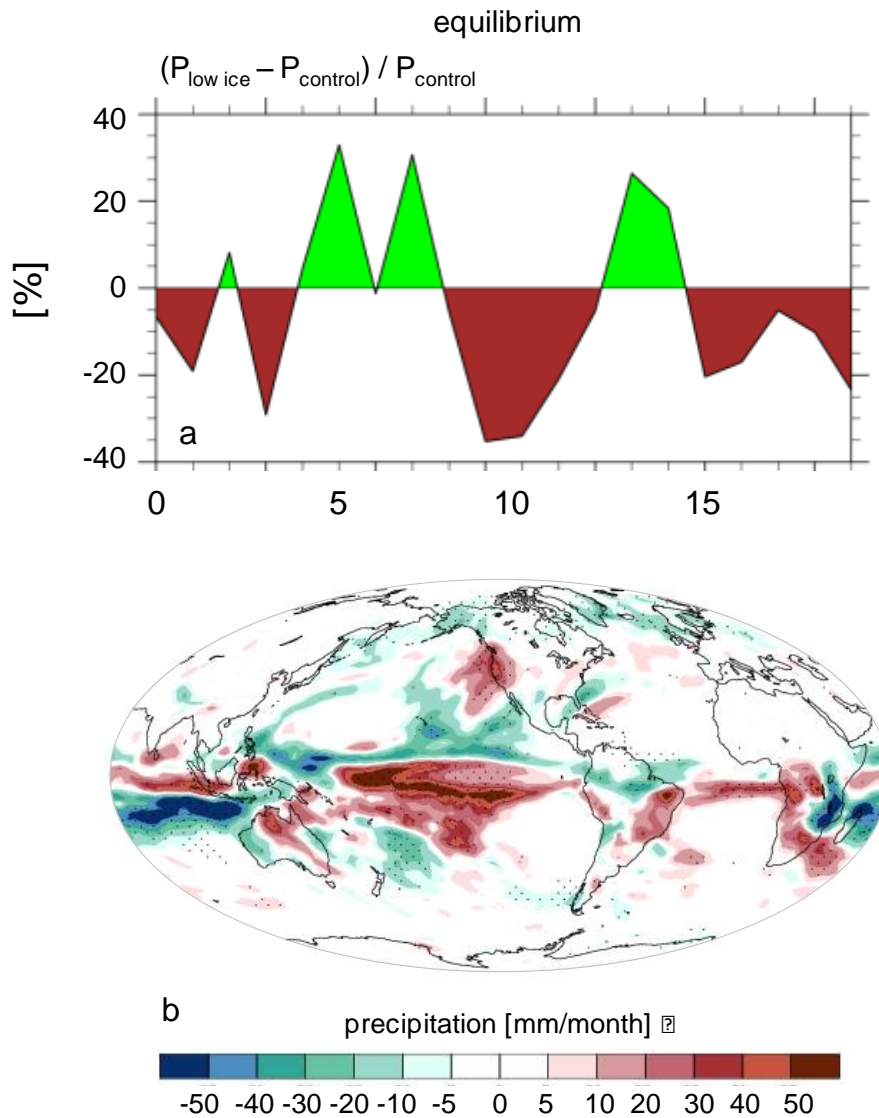 equilibrium
(P_low ice – P_control) / P_control
40
20
0
-20
-40
[%]
a
0 5 10 15
b
precipitation [mm/month]
-50 -40 -30 -20 -10 -5 0 5 10 20 30 40 50